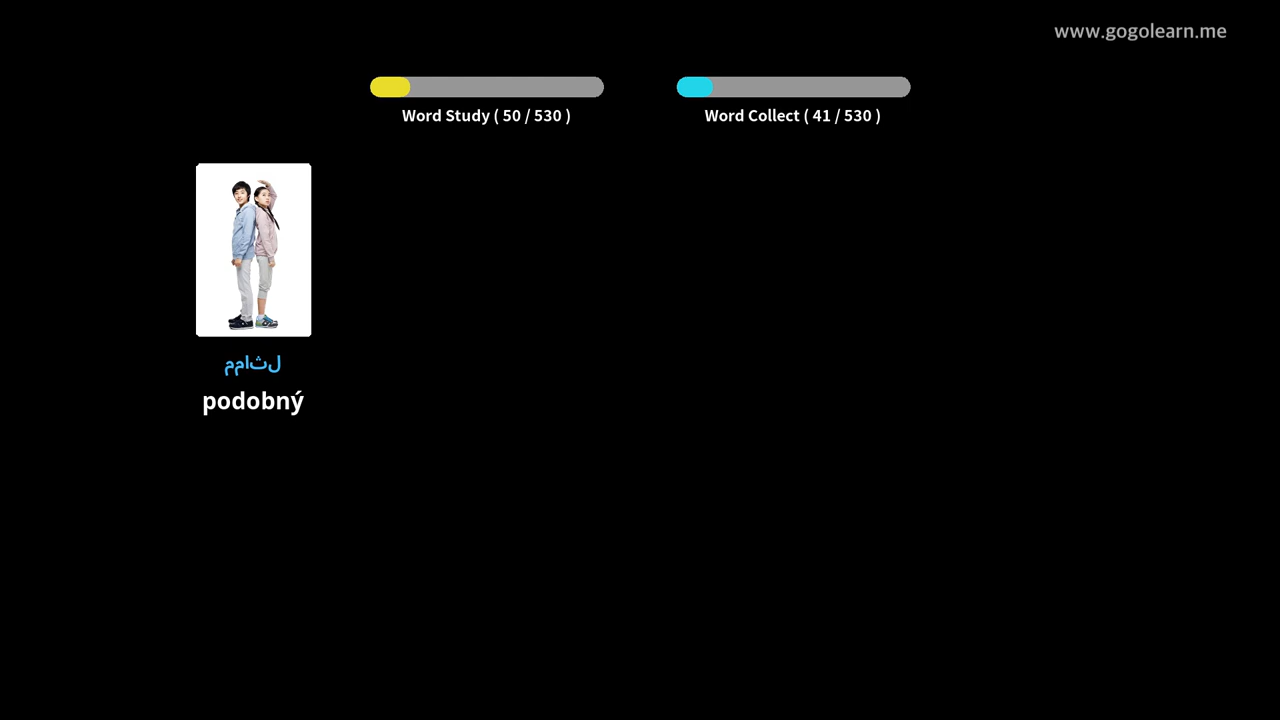 www.gogolearn.me
Word Study ( 50 / 530 )
Word Collect ( 41 / 530 )
مماثل
podobný